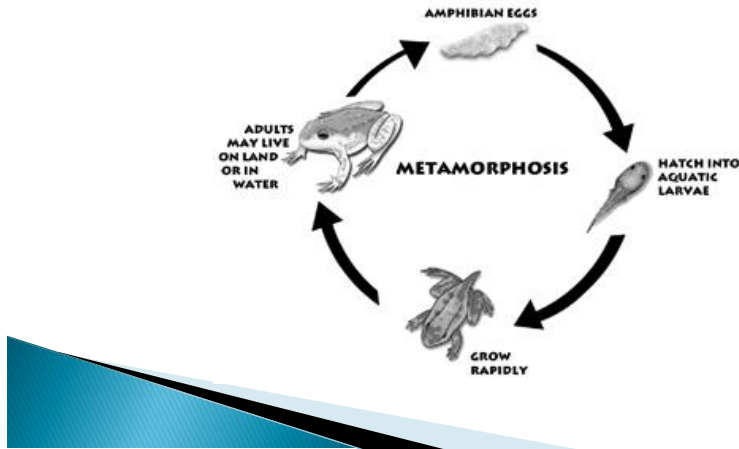 AMPHIBIAN EGGS
HATCH INTO
AQUATIC
LARVAE
GROW
RAPIDLY
ADULTS
MAY LIVE
ON LAND
OR IN
WATER
METAMORPHOSIS